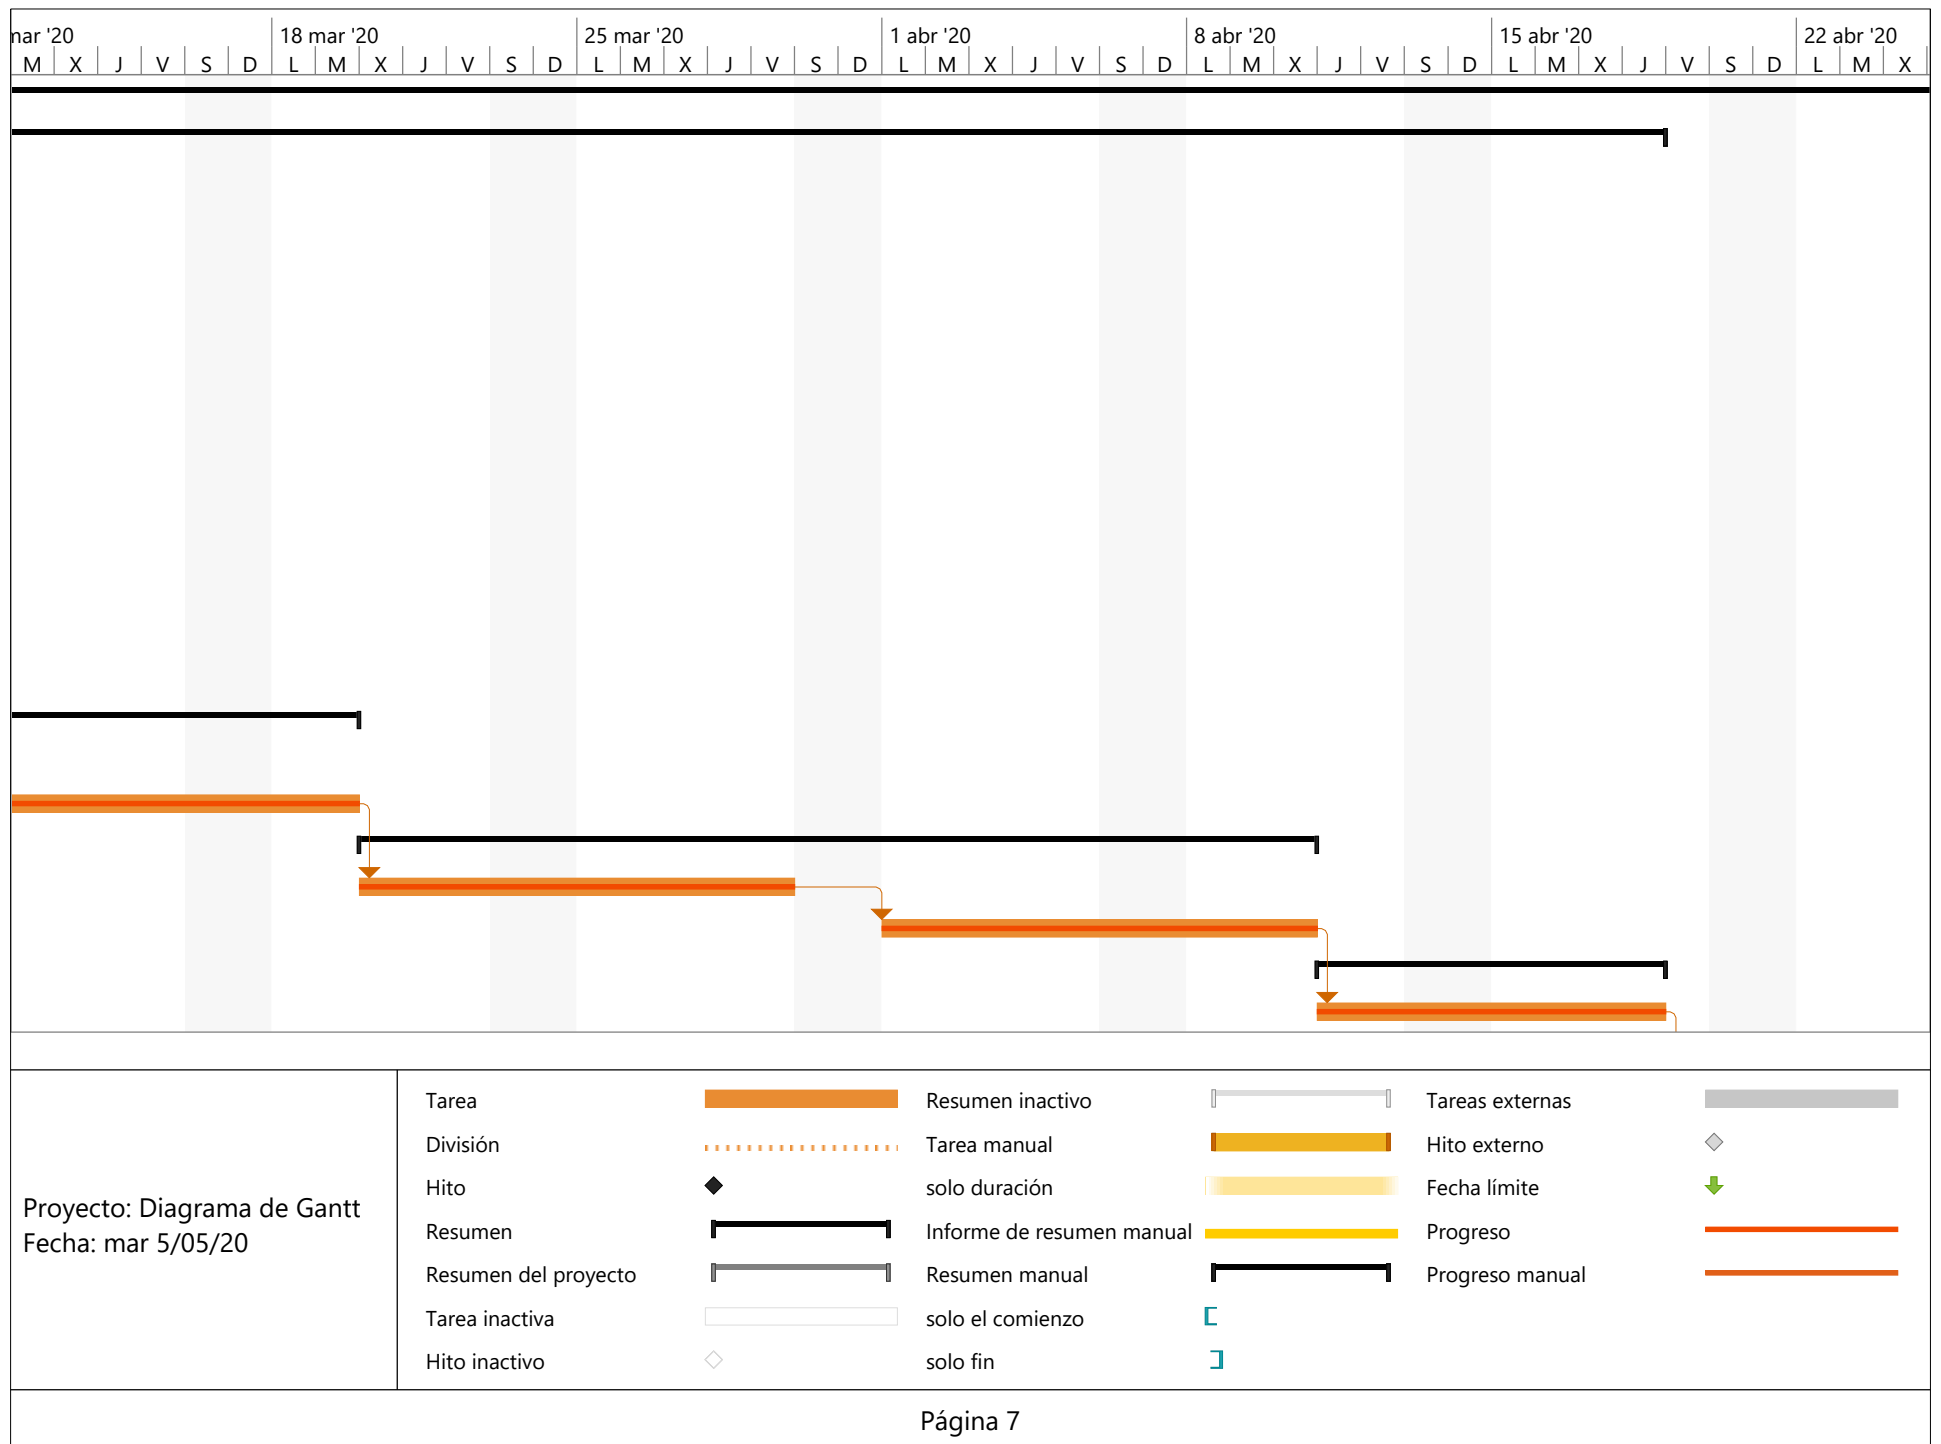 mar '20 18 mar '20 25 mar '20 1 abr '20 8 abr '20 15 abr '20 22 abr '20
M X J V S D L M X J V S D L M X J V S D L M X J V S D L M X J V S D L M X J V S D L M X
Tarea
División
Hito
Resumen
Resumen del proyecto
Tarea inactiva
Hito inactivo
Resumen inactivo
Tarea manual
solo duración
Informe de resumen manual
Resumen manual
solo el comienzo
solo fin
Tareas externas
Hito externo
Fecha límite
Progreso
Progreso manual
Proyecto: Diagrama de Gantt
Fecha: mar 5/05/20
Página 7